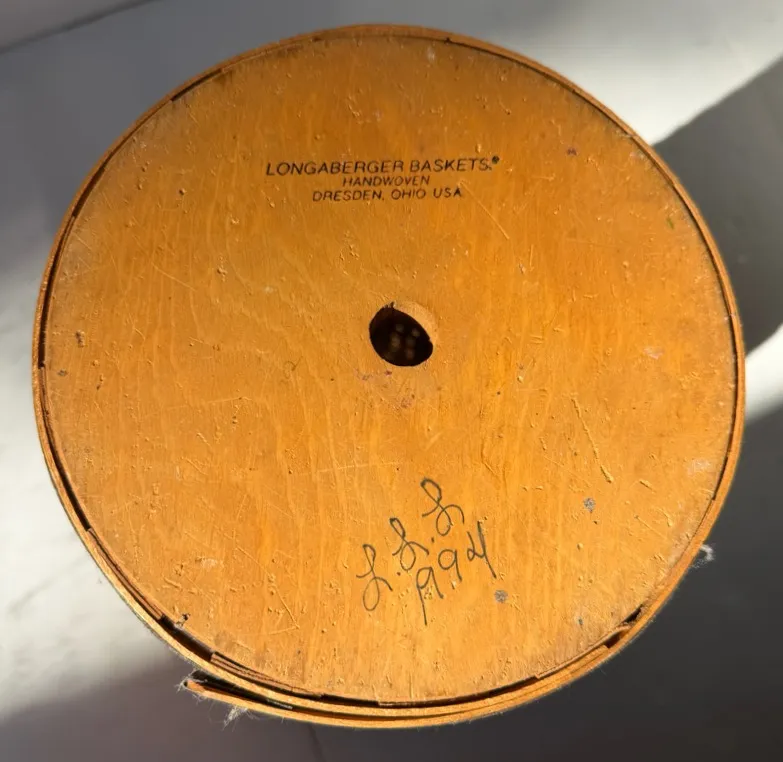 LONGABERGER BASKETS.®
HANDWOVEN
DRESDEN, OHIO USA
L.L.L
1994